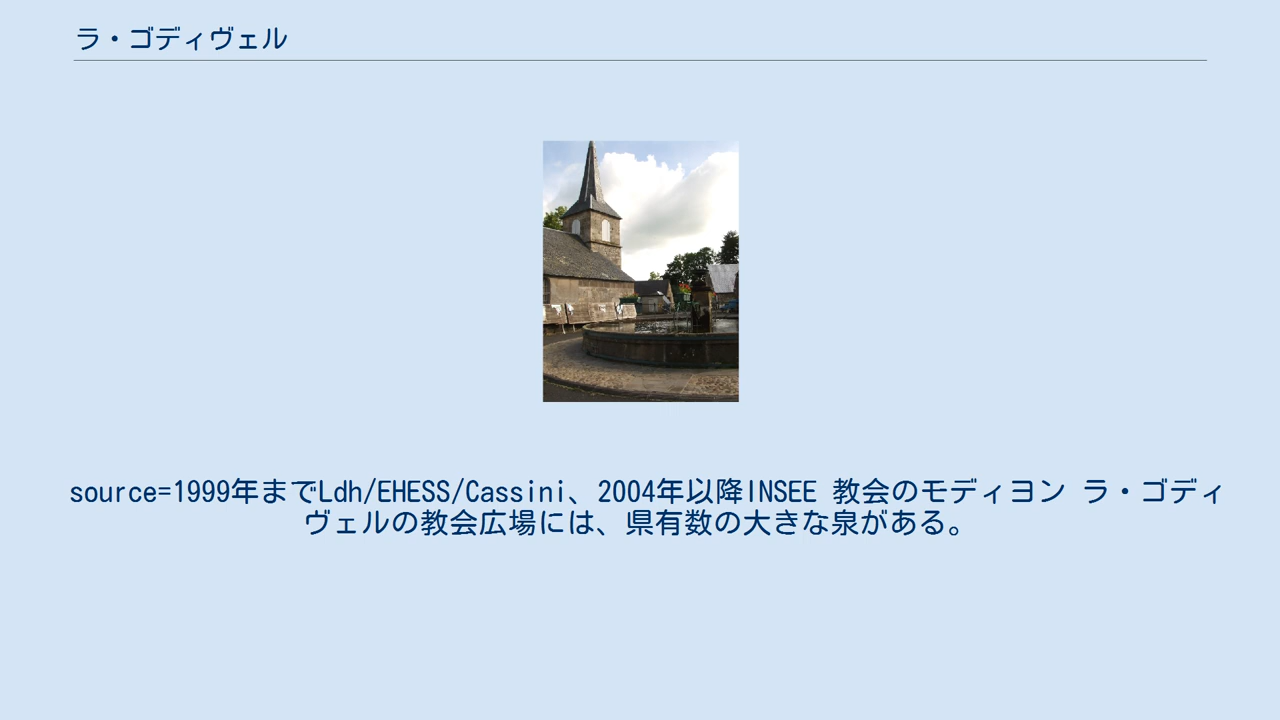 ラ・ゴディヴェル
source=1999年までLdh/EHESS/Cassini、2004年以降INSEE 教会のモディヨン ラ・ゴディ
ヴェルの教会広場には、県有数の大きな泉がある。